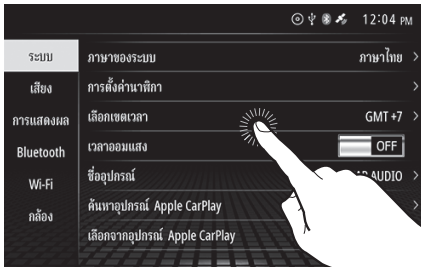 12:04 PM
ระบบ
เสียง
การแสดงผล
Bluetooth
Wi-Fi
กล้อง
ภาษาของระบบ ภาษาไทย >
การตั้งค่านาฬิกา >
เลือกเขตเวลา GMT +7 >
เวลาออมแสง OFF
ชื่ออุปกรณ์ AUDIO >
ค้นหาอุปกรณ์ Apple CarPlay
เลือกจากอุปกรณ์ Apple CarPlay